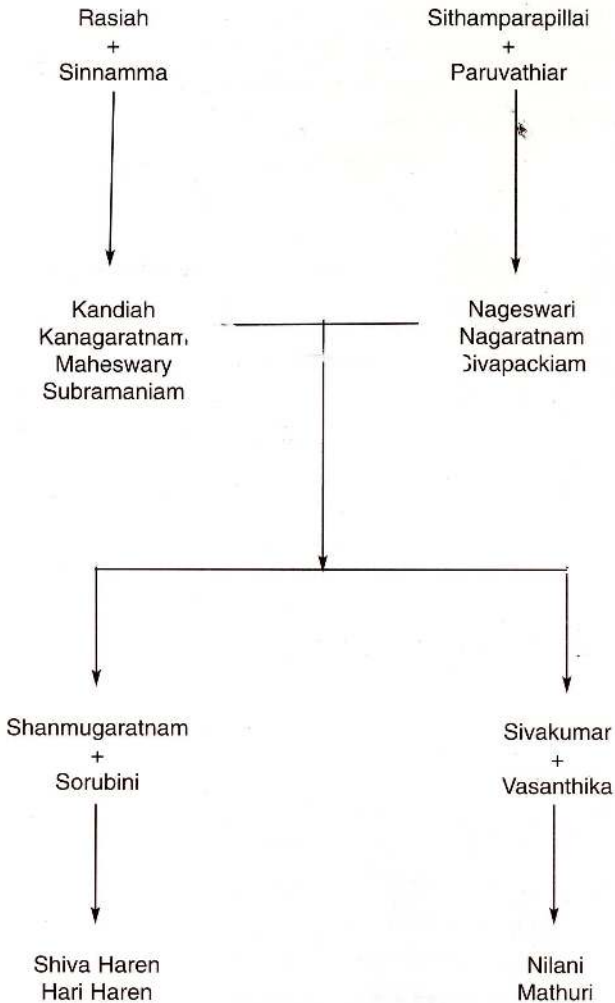 Rasiah
+
Sinnamma
Sithamparapillai
+
Paruvathiar
Kandiah
Kanagaratnam
Maheswary
Subramaniam
Nageswari
Nagaratnam
Sivapackiam
Shanmugaratnam
+
Sorubini
Sivakumar
+
Vasanthika
Shiva Haren
Hari Haren
Nilani
Mathuri